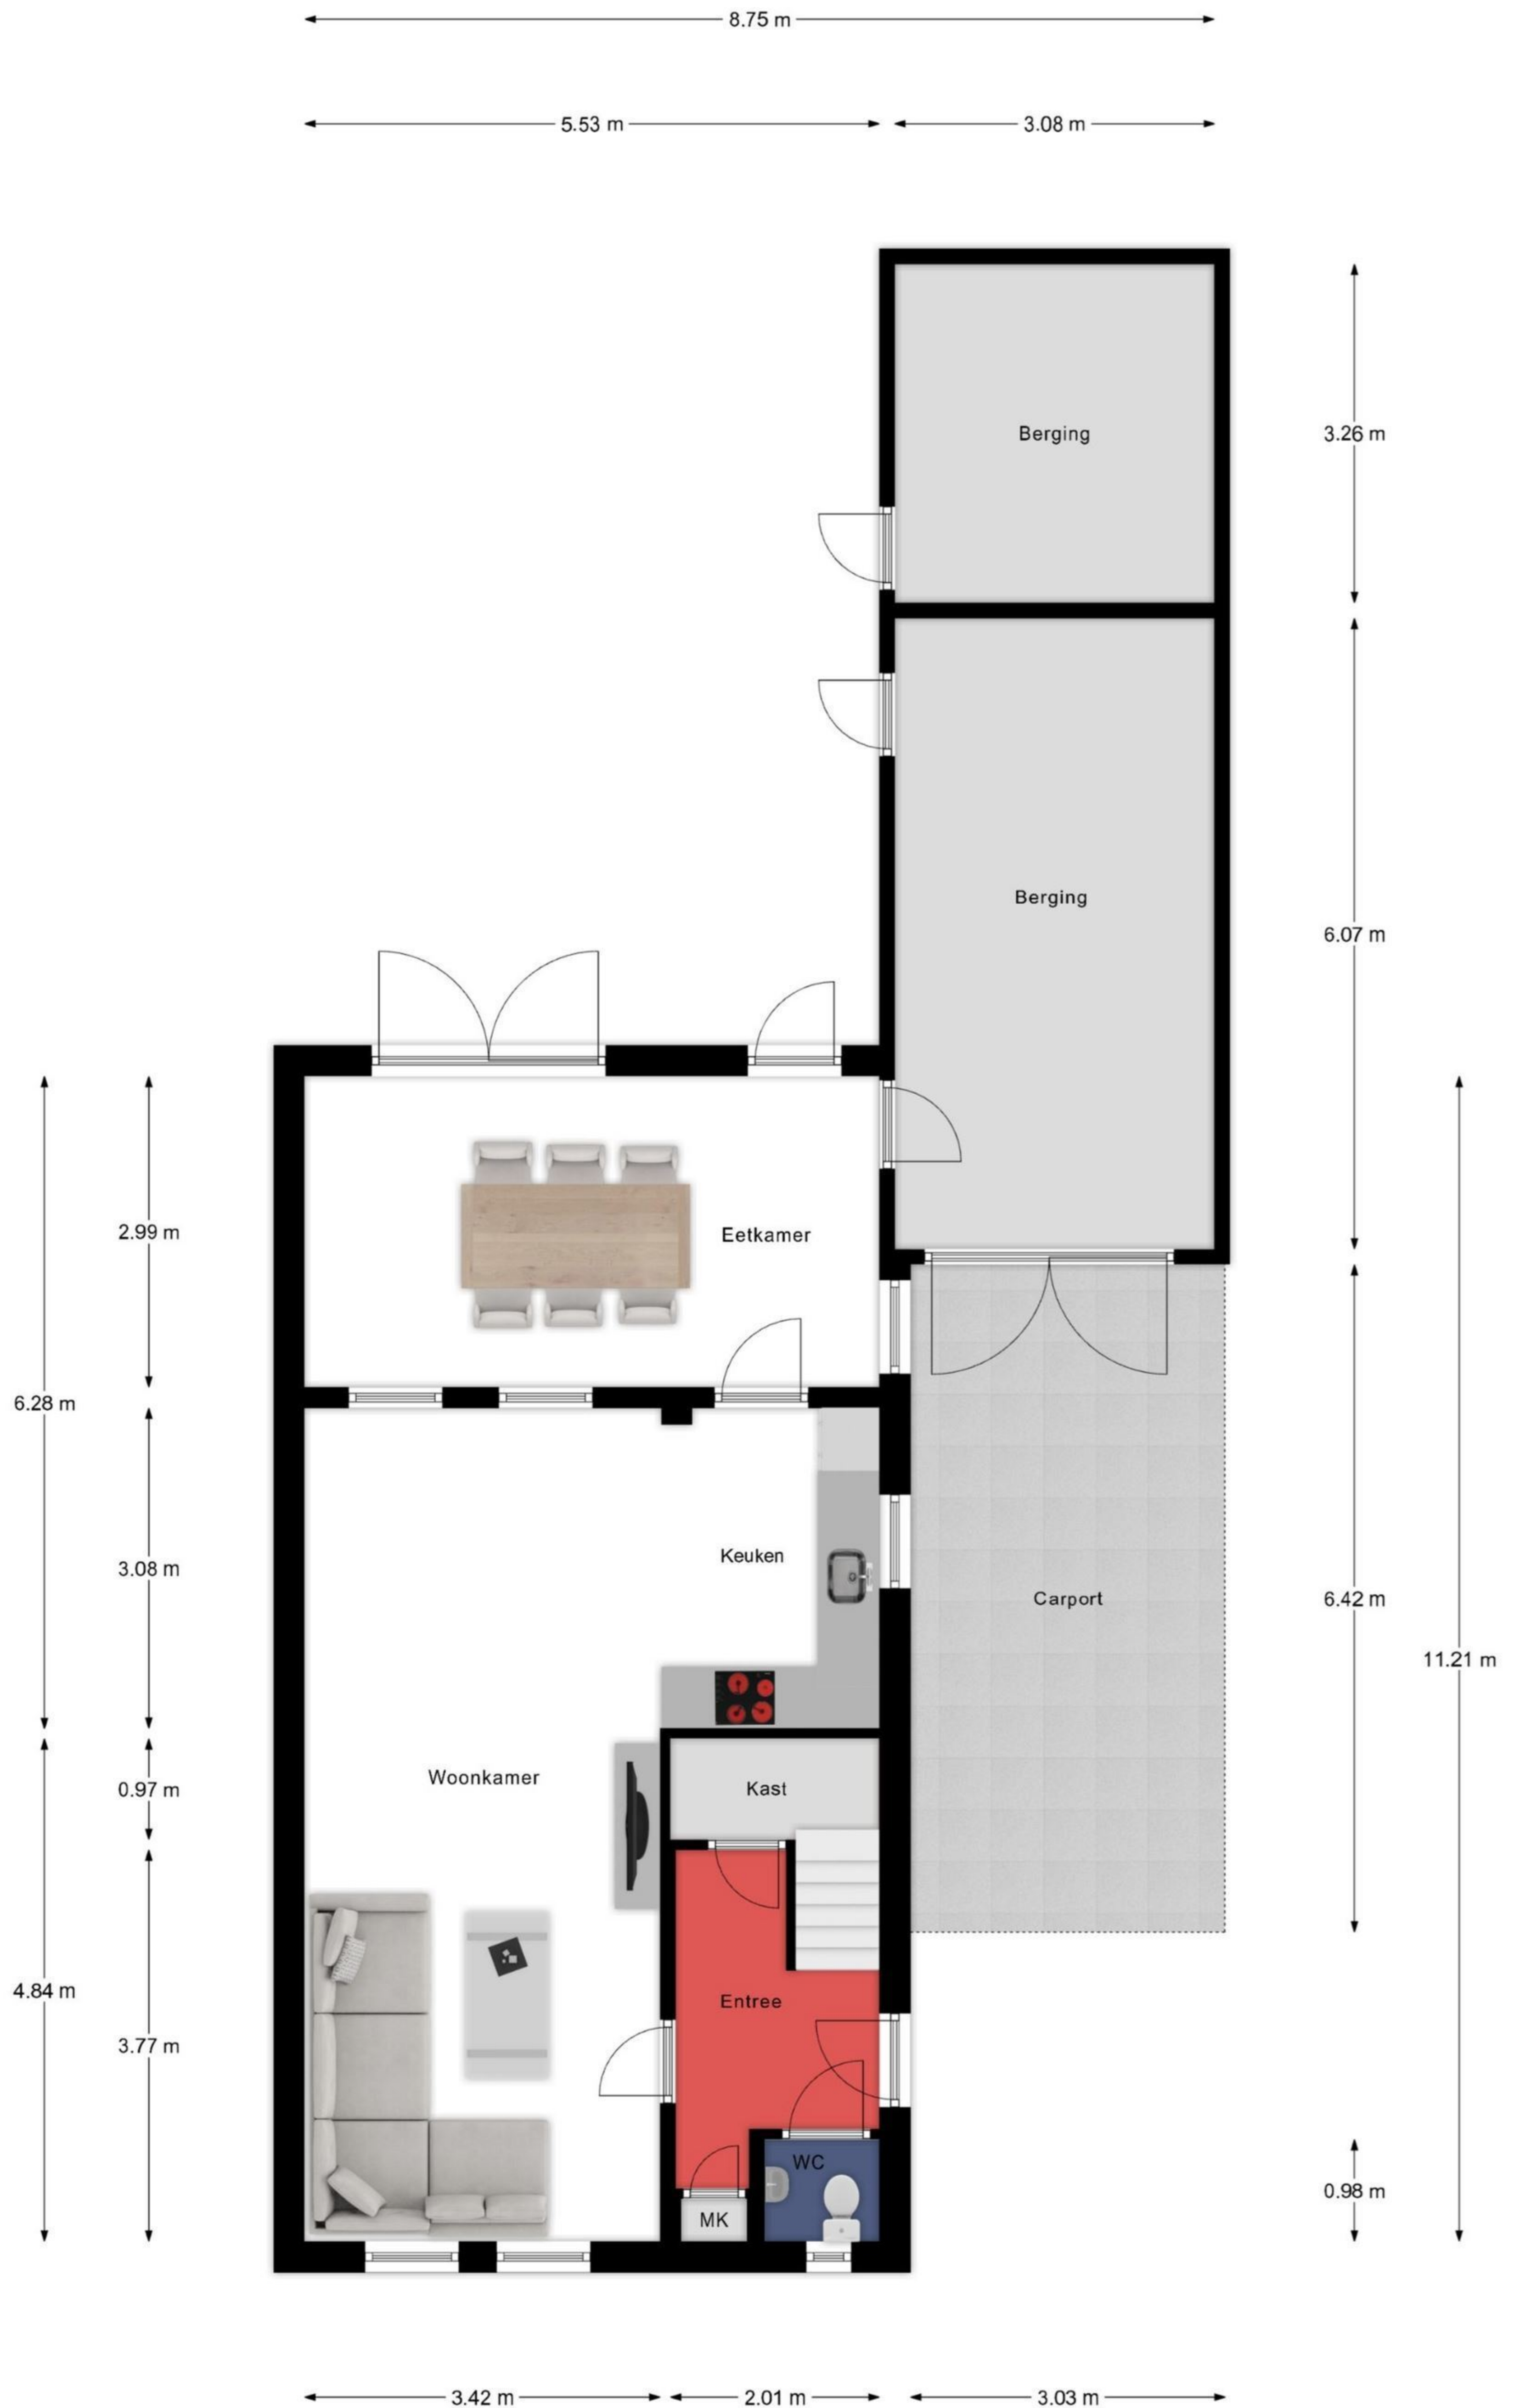 8.75 m
5.53 m
3.08 m
Berging
3.26 m
Berging
6.07 m
2.99 m
Eetkamer
6.28 m
3.08 m
Keuken
Carport
6.42 m
11.21 m
Woonkamer
0.97 m
Kast
4.84 m
Entree
3.77 m
WC
0.98 m
MK
3.42 m
2.01 m
3.03 m